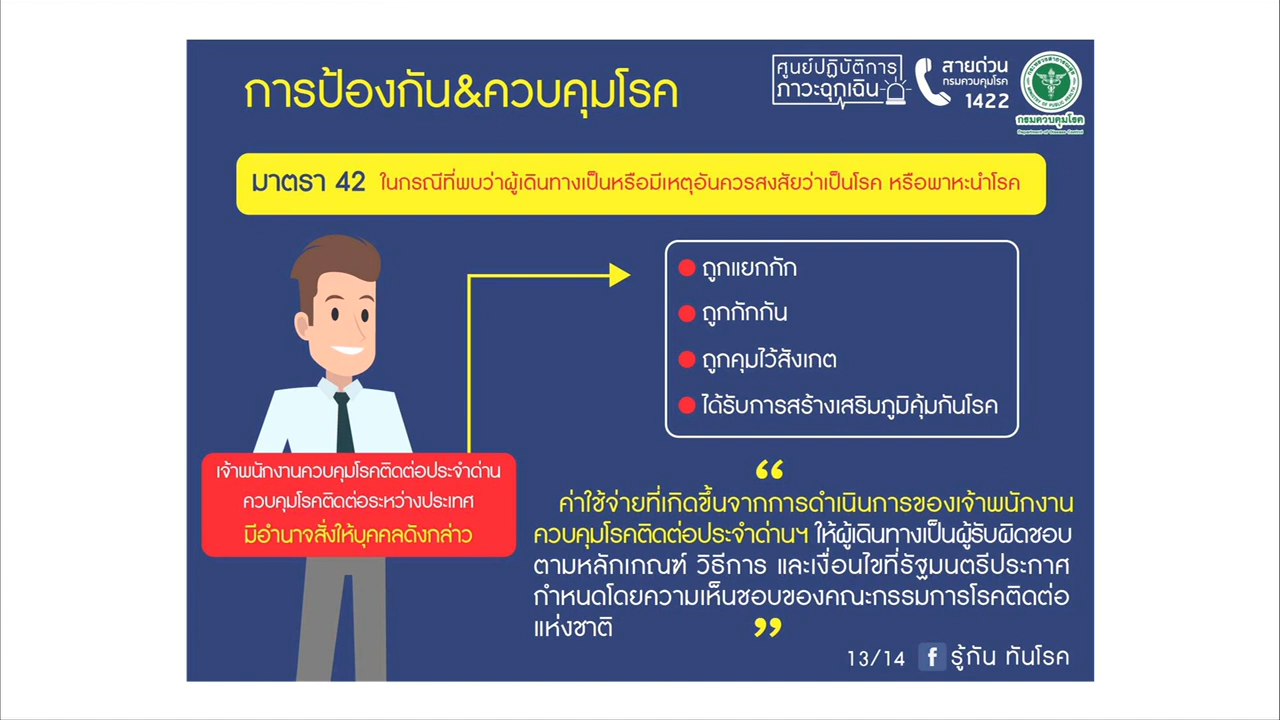 การป้องกัน&ควบคุมโรค
ศูนย์ปฏิบัติการ
ภาวะฉุกเฉิน
สายด่วน
กรมควบคุมโรค
1422
กรมควบคุมโรค
Department of Disease Control
มาตรา 42 ในกรณีที่พบว่าผู้เดินทางเป็นหรือมีเหตุอันควรสงสัยว่าเป็นโรค หรือพาหะนำโรค
ถูกแยกกัก
ถูกกักกัน
ถูกคุมไว้สังเกต
ได้รับการสร้างเสริมภูมิคุ้มกันโรค
เจ้าพนักงานควบคุมโรคติดต่อประจำด่าน
ควบคุมโรคติดต่อระหว่างประเทศ
มีอำนาจสั่งให้บุคคลดังกล่าว
“
ค่าใช้จ่ายที่เกิดขึ้นจากการดำเนินการของเจ้าพนักงาน
ควบคุมโรคติดต่อประจำด่านฯ ให้ผู้เดินทางเป็นผู้รับผิดชอบ
ตามหลักเกณฑ์ วิธีการ และเงื่อนไขที่รัฐมนตรีประกาศ
กำหนดโดยความเห็นชอบของคณะกรรมการโรคติดต่อ
แห่งชาติ
”
13/14 f รู้กัน ทันโรค